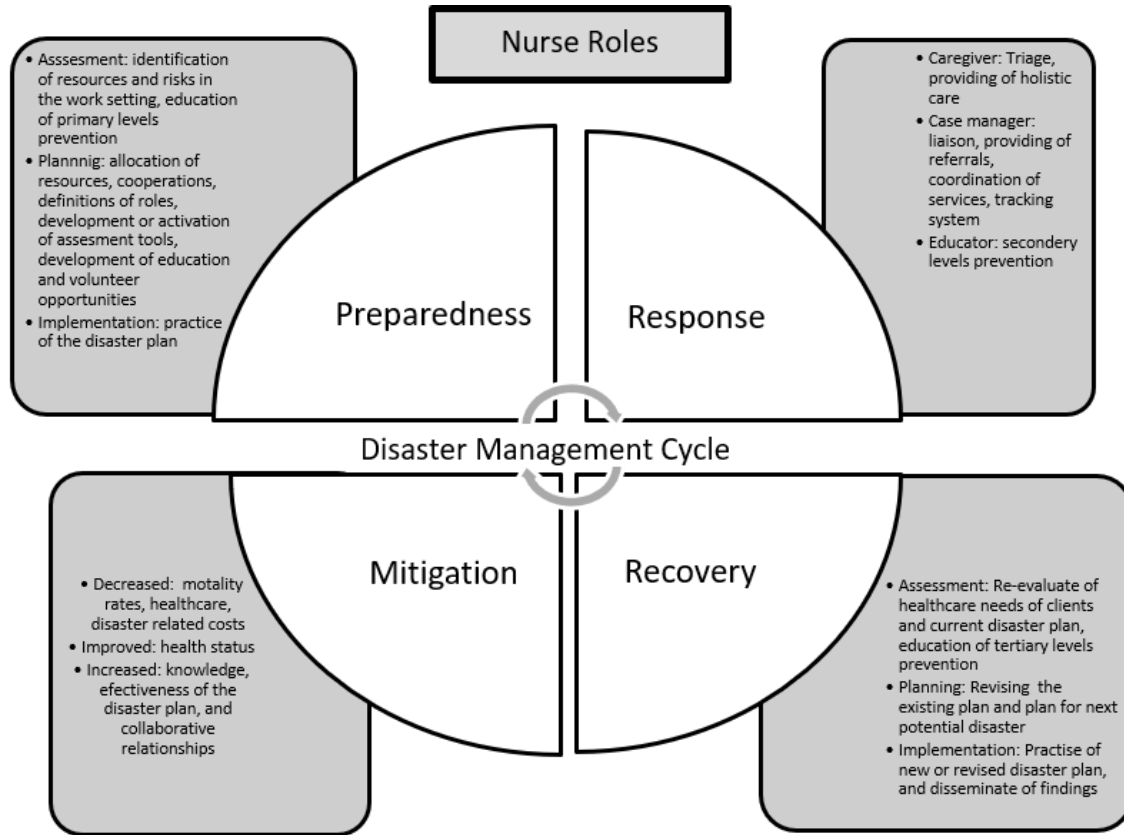 Nurse Roles
• Asssesment: identification
of resources and risks in
the work setting, education
of primary levels
prevention
• Plannnig: allocation of
resources, cooperations,
definitions of roles,
development or activation
of assesment tools,
development of education
and volunteer
opportunities
• Implementation: practice
of the disaster plan
• Caregiver: Triage,
providing of holistic
care
• Case manager:
liaison, providing of
referrals,
coordination of
services, tracking
system
• Educator: secondery
levels prevention
Preparedness
Response
Disaster Management Cycle
Mitigation
Recovery
• Decreased: motality
rates, healthcare,
disaster related costs
• Improved: health status
• Increased: knowledge,
efectiveness of the
disaster plan, and
collaborative
relationships
• Assessment: Re-evaluate of
healthcare needs of clients
and current disaster plan,
education of tertiary levels
prevention
• Planning: Revising the
existing plan and plan for next
potential disaster
• Implementation: Practise of
new or revised disaster plan,
and disseminate of findings